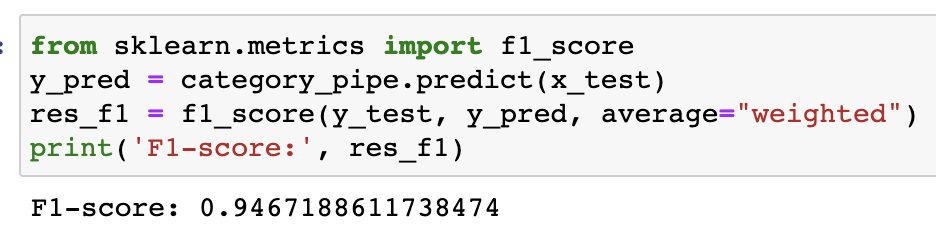 :
from sklearn.metrics import f1_score
y_pred = category_pipe.predict(x_test)
res_f1 = f1_score(y_test, y_pred, average="weighted")
print('F1-score:', res_f1)
F1-score: 0.9467188611738474